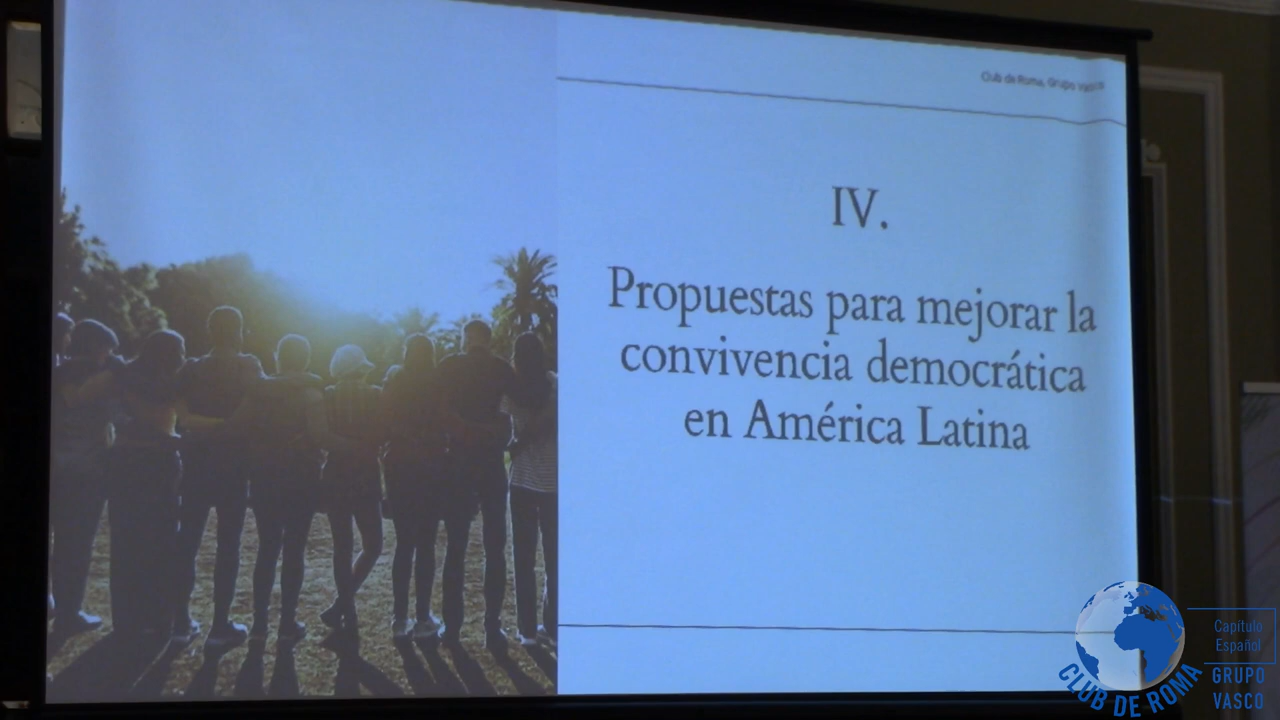 Club de Roma, Grupo Vasco
IV.
Propuestas para mejorar la
convivencia democrática
en América Latina
Capítulo
Español
CLUB DE ROMA
GRUPO
VASCO